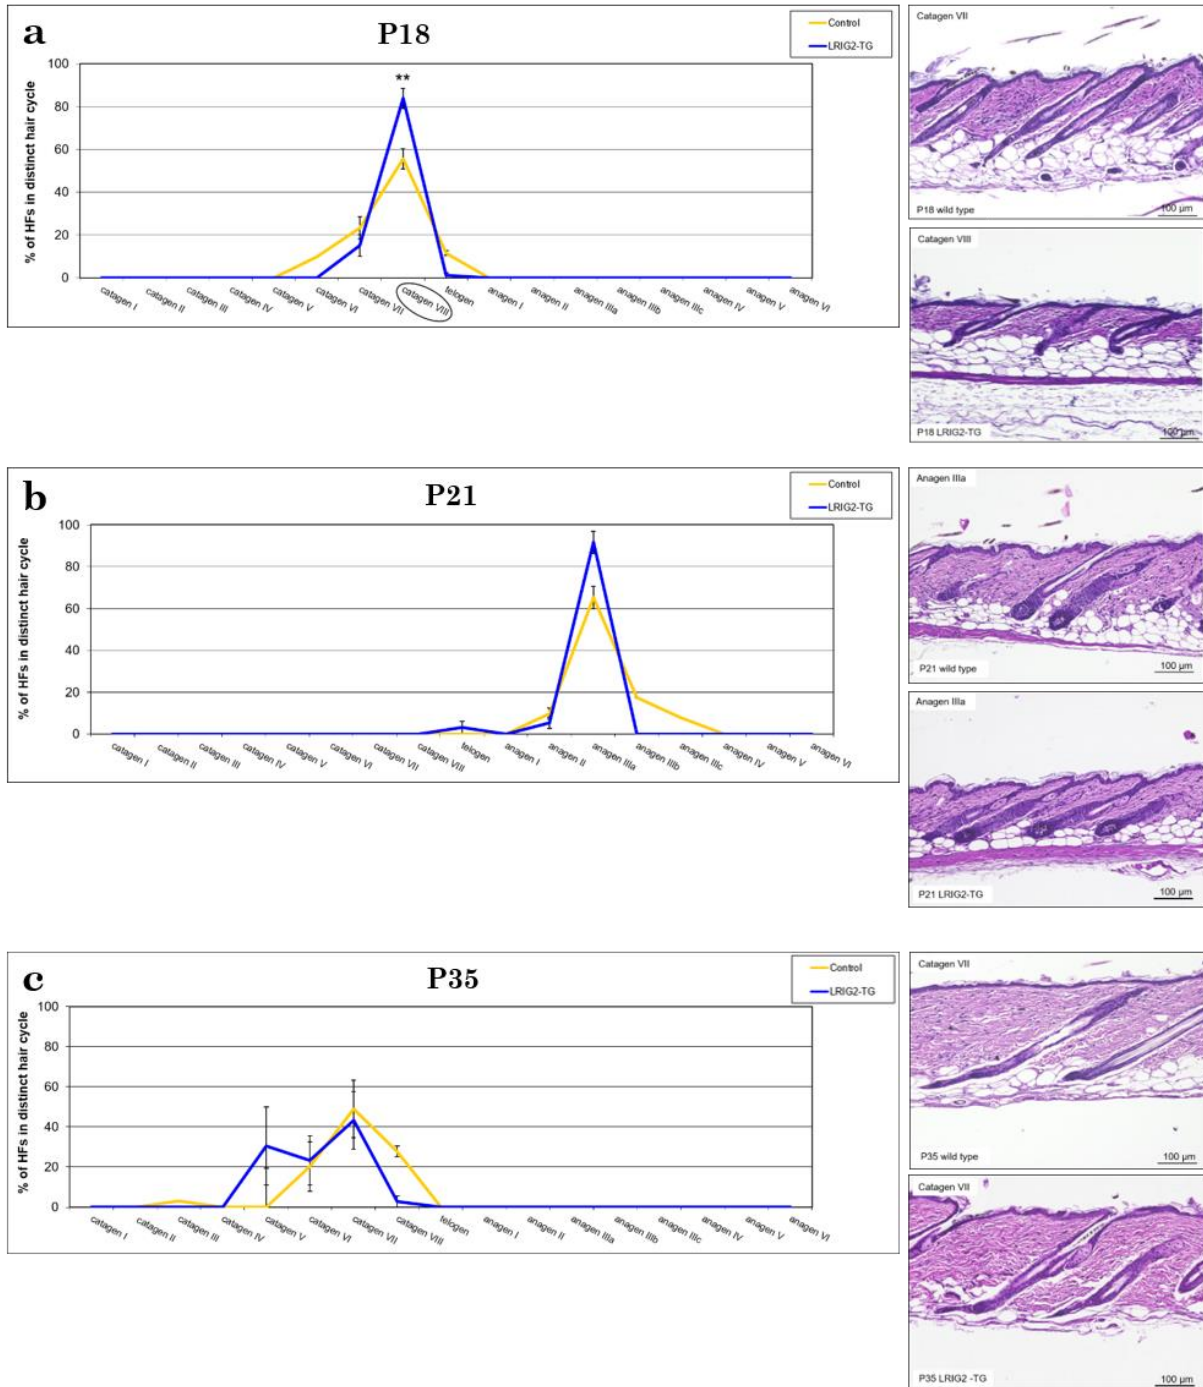 a
P18
Control
LRIG2-TG
% of HFs in distinct hair cycle
100
80
60
40
20
0
**
catagen I
catagen II
catagen III
catagen IV
catagen V
catagen VI
catagen VII
catagen VIII
telogen
anagen I
anagen II
anagen IIIa
anagen IIIb
anagen IIIc
anagen IV
anagen V
anagen VI
Catagen VII
P18 wild type
100 µm
Catagen VIII
P18 LRIG2-TG
100 µm
b
P21
Control
LRIG2-TG
% of HFs in distinct hair cycle
100
80
60
40
20
0
catagen I
catagen II
catagen III
catagen IV
catagen V
catagen VI
catagen VII
catagen VIII
telogen
anagen I
anagen II
anagen IIIa
anagen IIIb
anagen IIIc
anagen IV
anagen V
anagen VI
Anagen IIIa
P21 wild type
100 µm
Anagen IIIa
P21 LRIG2-TG
100 µm
c
P35
Control
LRIG2-TG
% of HFs in distinct hair cycle
100
80
60
40
20
0
catagen I
catagen II
catagen III
catagen IV
catagen V
catagen VI
catagen VII
catagen VIII
telogen
anagen I
anagen II
anagen IIIa
anagen IIIb
anagen IIIc
anagen IV
anagen V
anagen VI
Catagen VII
P35 wild type
100 µm
Catagen VII
P35 LRIG2 -TG
100 µm